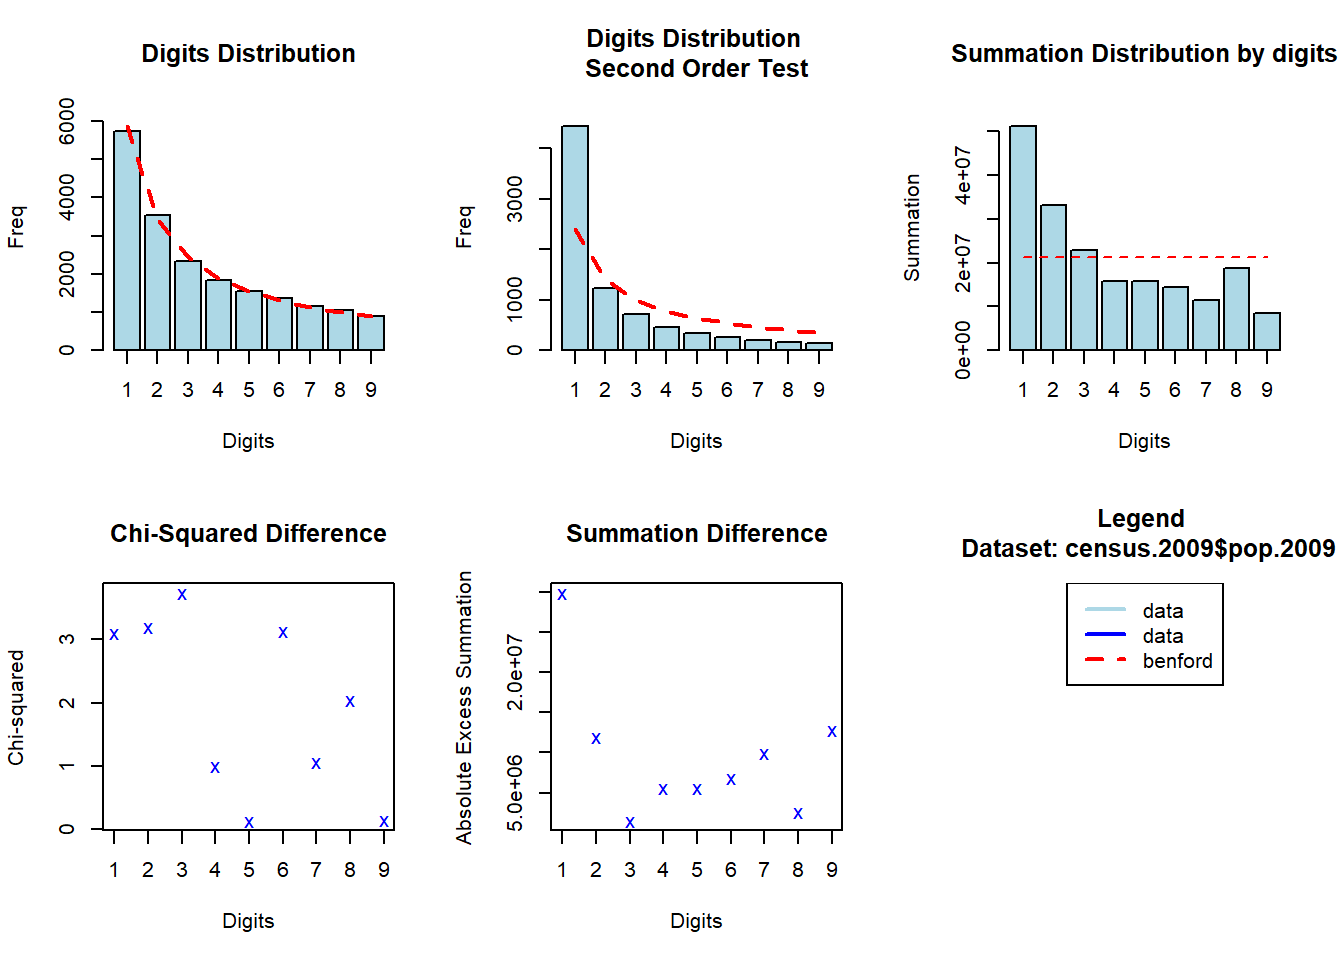 Digits Distribution
Freq
0
2000
4000
6000
1 2 3 4 5 6 7 8 9
Digits
Digits Distribution
Second Order Test
Freq
0
1000
3000
1 2 3 4 5 6 7 8 9
Digits
Summation Distribution by digits
Summation
0e+00
2e+07
4e+07
1 2 3 4 5 6 7 8 9
Digits
Chi-Squared Difference
Chi-squared
0
1
2
3
x x x x x x x x x
1 2 3 4 5 6 7 8 9
Digits
Summation Difference
Absolute Excess Summation
5.0e+06
2.0e+07
x x x x x x x x x
1 2 3 4 5 6 7 8 9
Digits
Legend
Dataset: census.2009$pop.2009
data
data
benford